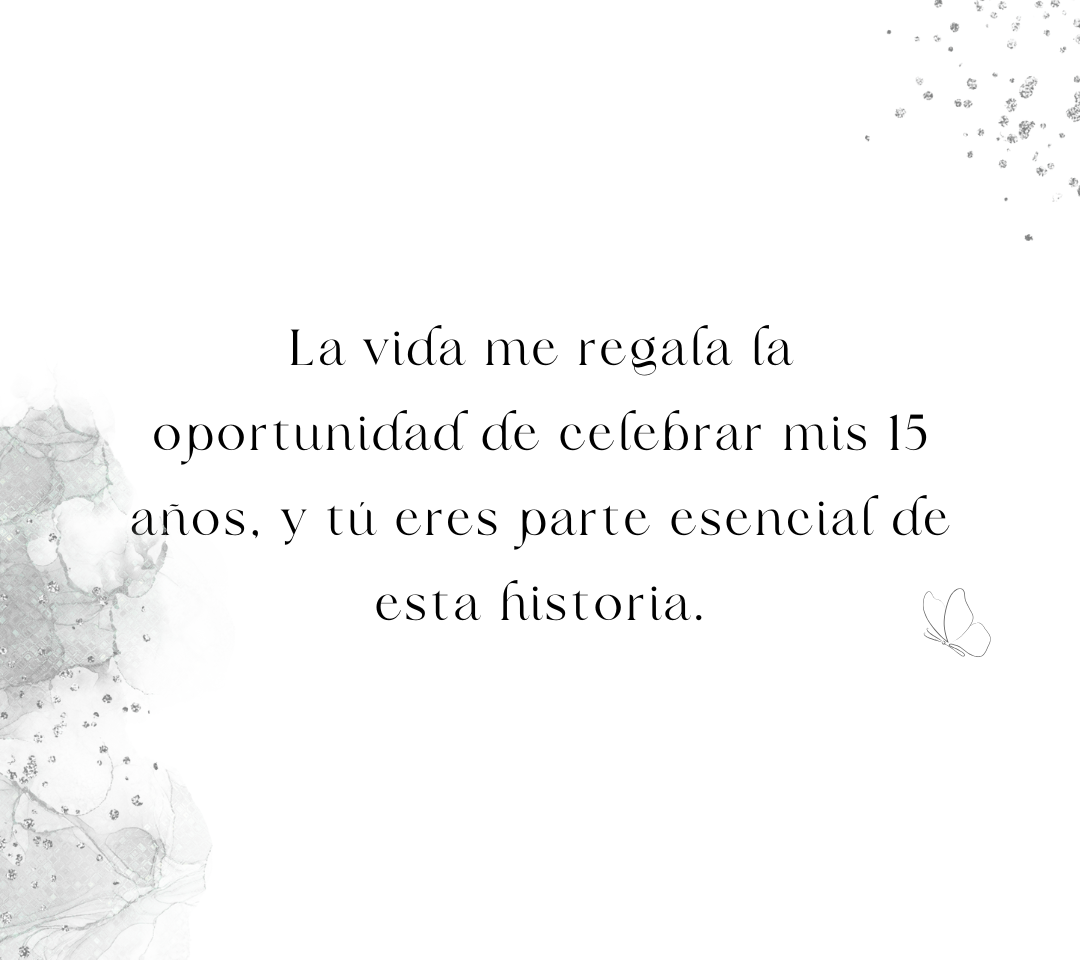 La vida me regala la
oportunidad de celebrar mis 15
años, y tú eres parte esencial de
esta historia.